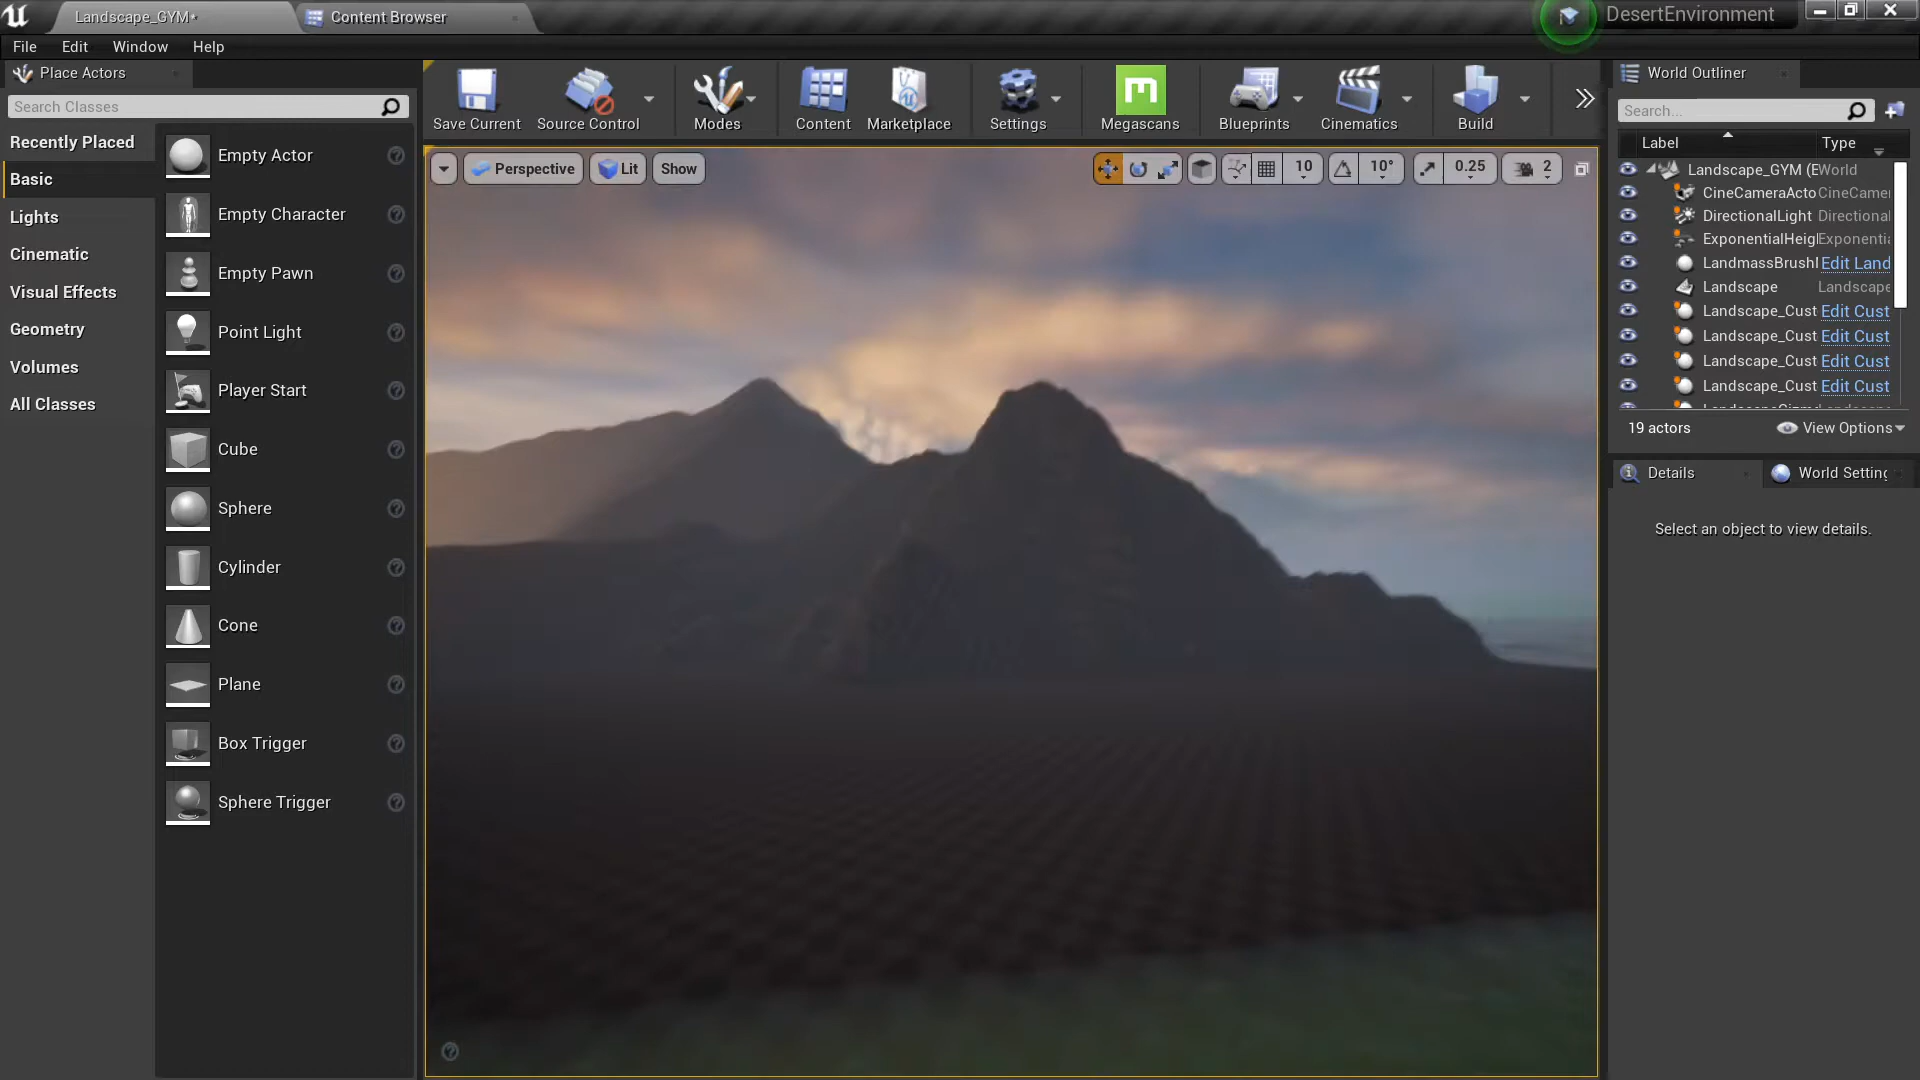 Landscape_GYM*
Content Browser
DesertEnvironment
File
Edit
Window
Help
Place Actors
Search Classes
Recently Placed
Basic
Lights
Cinematic
Visual Effects
Geometry
Volumes
All Classes
Empty Actor
Empty Character
Empty Pawn
Point Light
Player Start
Cube
Sphere
Cylinder
Cone
Plane
Box Trigger
Sphere Trigger
Save Current
Source Control
Modes
Content
Marketplace
Settings
Megascans
Blueprints
Cinematics
Build
Perspective
Lit
Show
10
10°
0.25
2
World Outliner
Search...
Label
Type
Landscape_GYM (E World
CineCameraActo CineCamer
DirectionalLight Directional
ExponentialHeigl Exponentia
LandmassBrushI Edit Land
Landscape Landscape
Landscape_Cust Edit Cust
Landscape_Cust Edit Cust
Landscape_Cust Edit Cust
Landscape_Cust Edit Cust
19 actors
View Options
Details
World Setting
Select an object to view details.